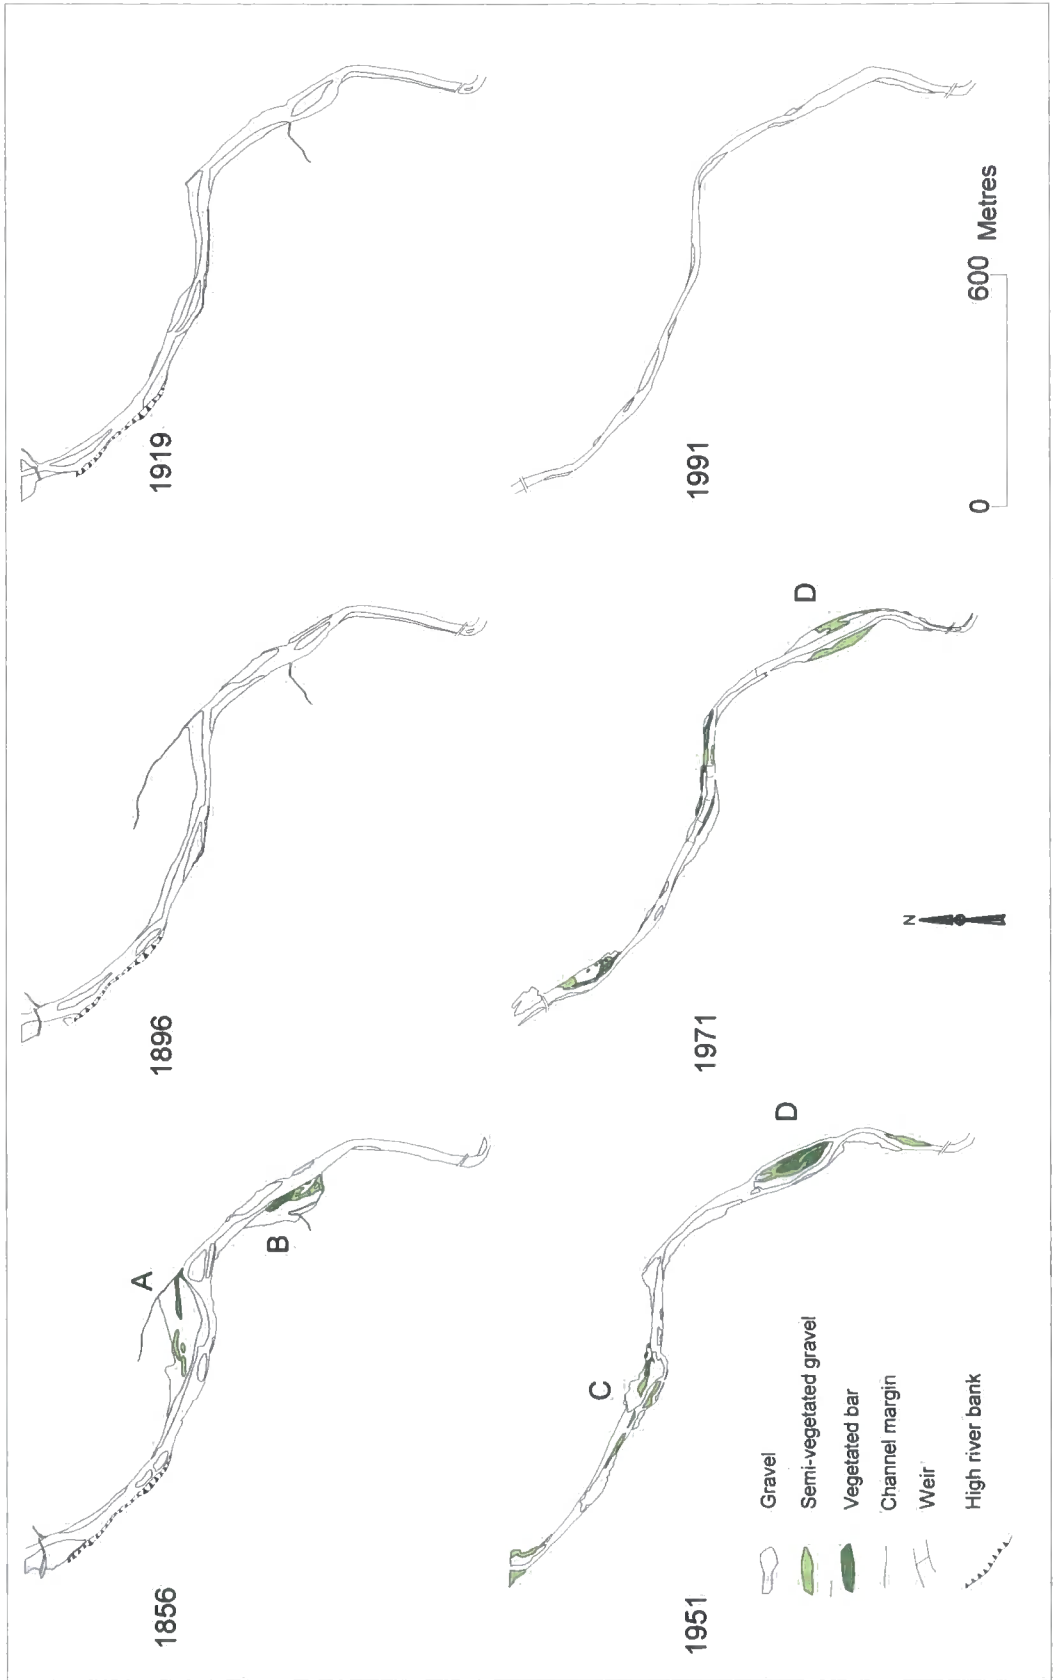 1856
A
B
1896
1919
1951
C
D
1971
D
1991
Gravel
Semi-vegetated gravel
Vegetated bar
Channel margin
Weir
High river bank
N
0
600
Metres